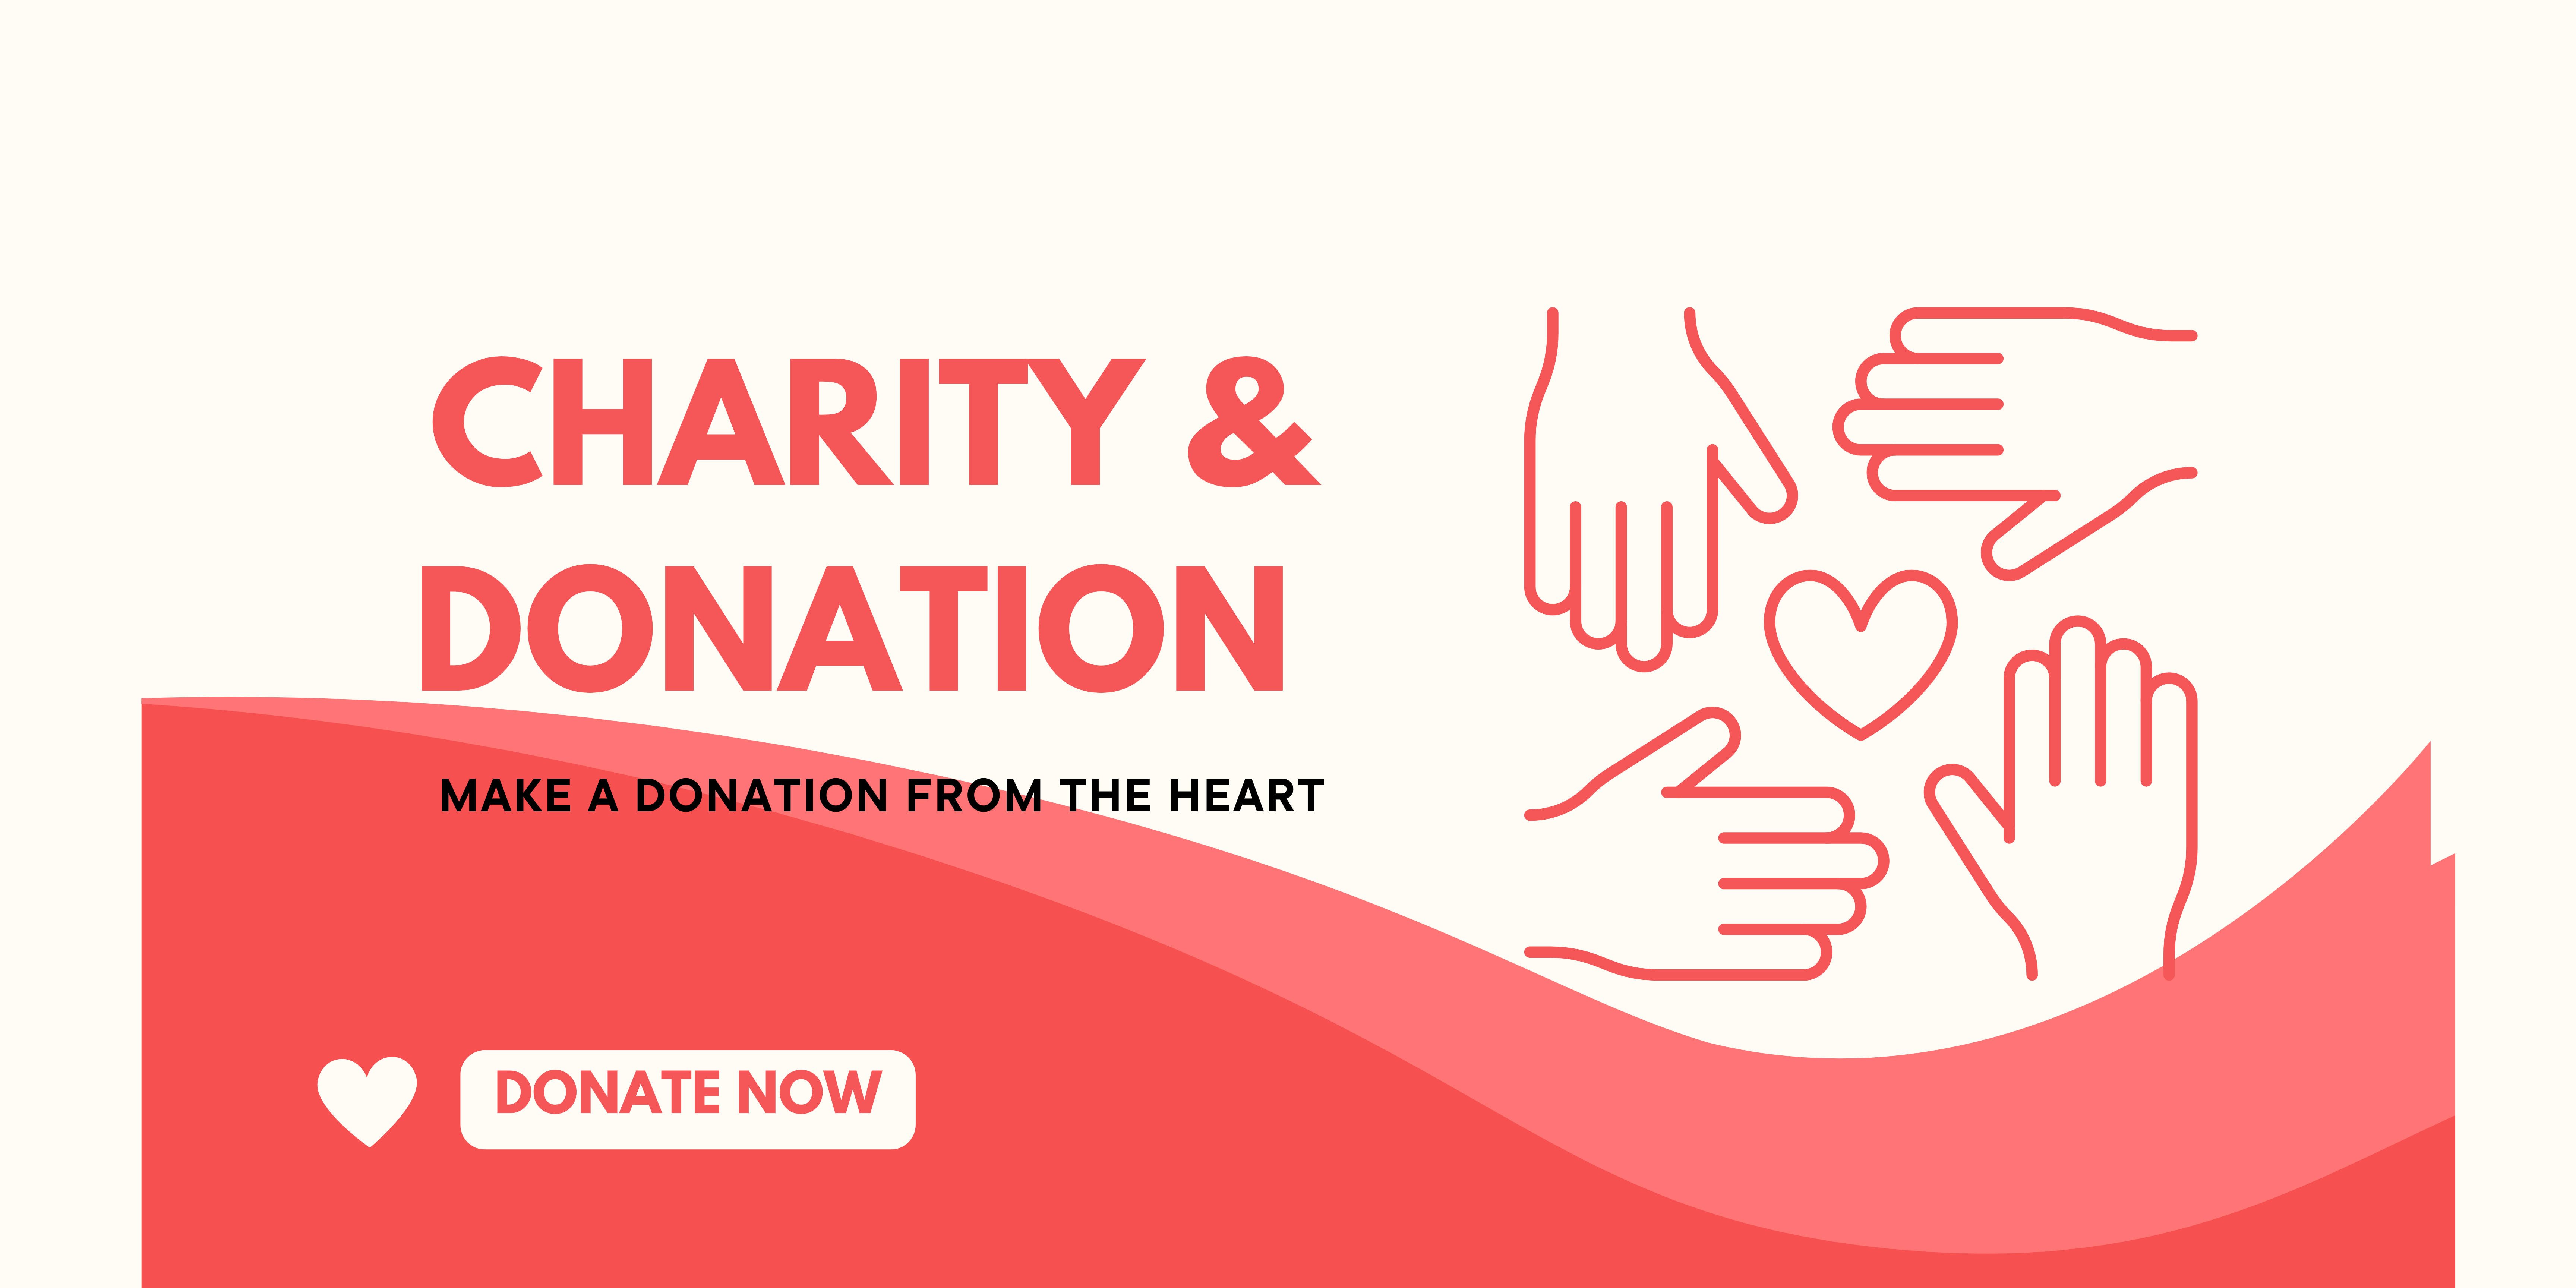 CHARITY &
DONATION
MAKE A DONATION FROM THE HEART
DONATE NOW